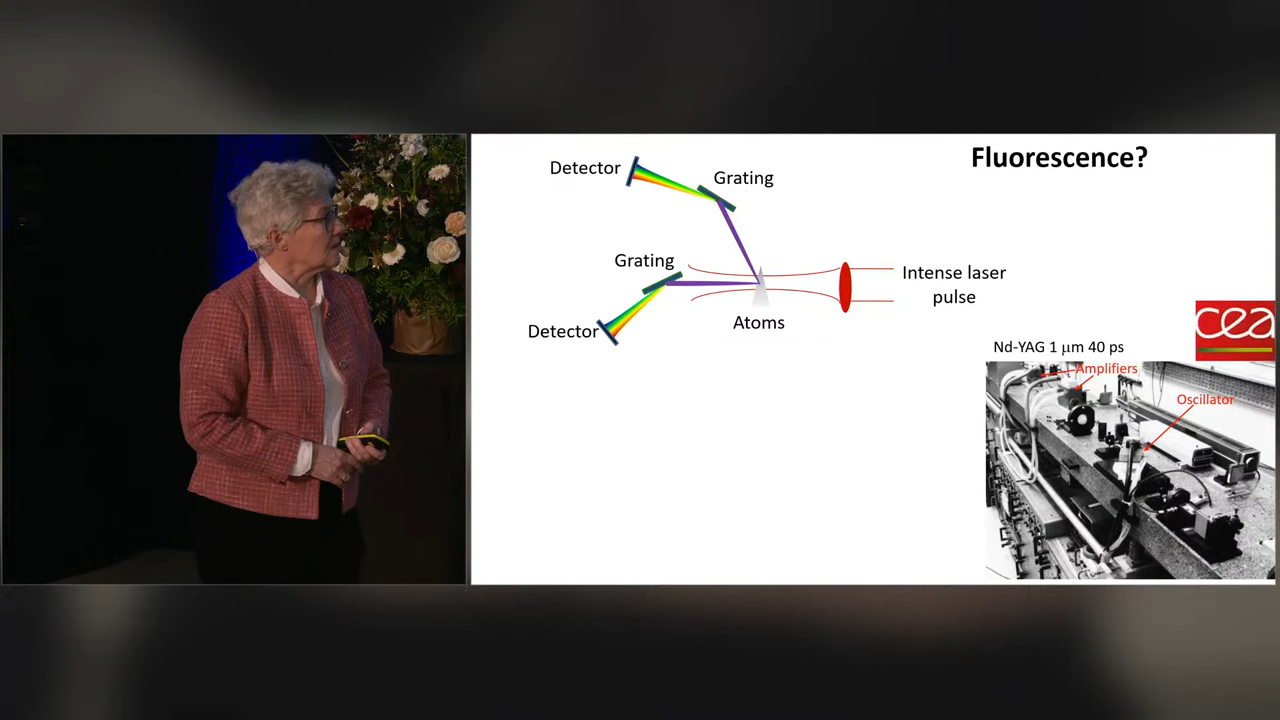 Fluorescence?
Detector
Grating
Grating
Intense laser
pulse
Detector
Atoms
cea
Nd-YAG 1 μm 40 ps
Amplifiers
Oscillator